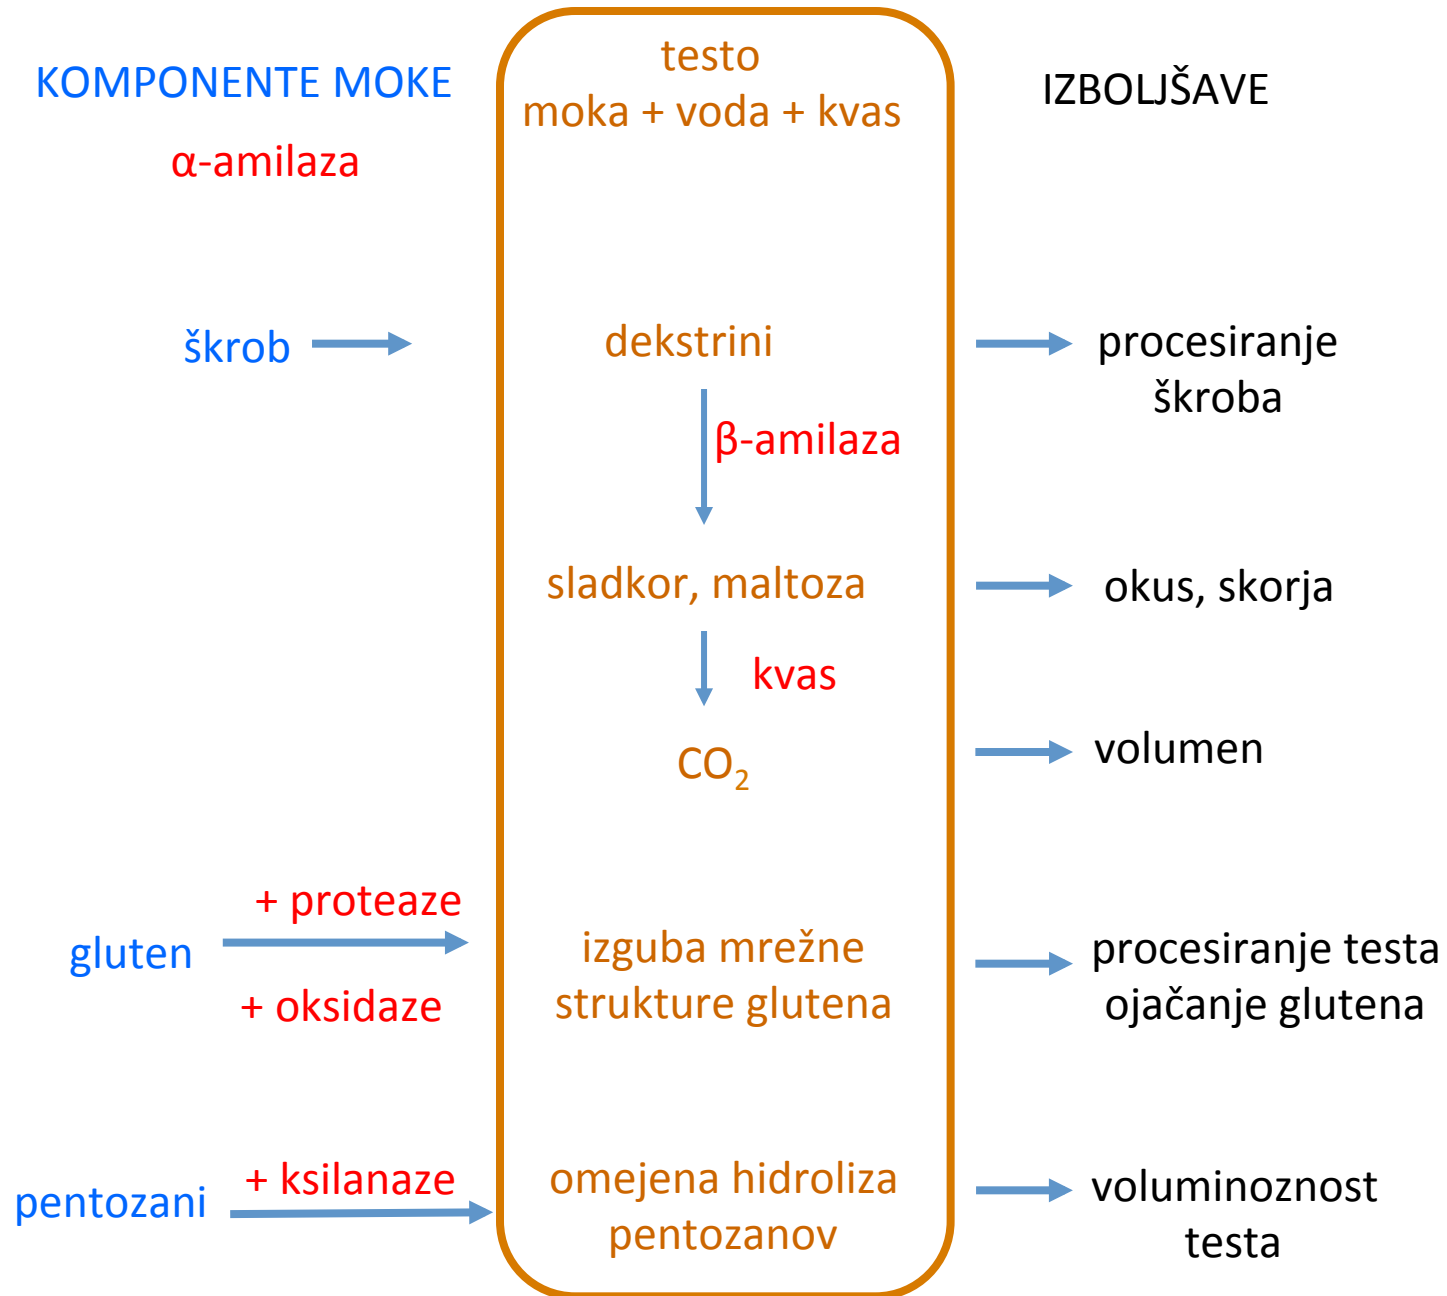 KOMPONENTE MOKE
testo
moka + voda + kvas
IZBOLJŠAVE
α-amilaza
škrob
dekstrini
procesiranje
škroba
β-amilaza
sladkor, maltoza
okus, skorja
kvas
CO₂
volumen
+ proteaze
gluten
+ oksidaze
izguba mrežne
strukture glutena
procesiranje testa
ojačanje glutena
pentozani
+ ksilanaze
omejena hidroliza
pentozanov
voluminoznost
testa